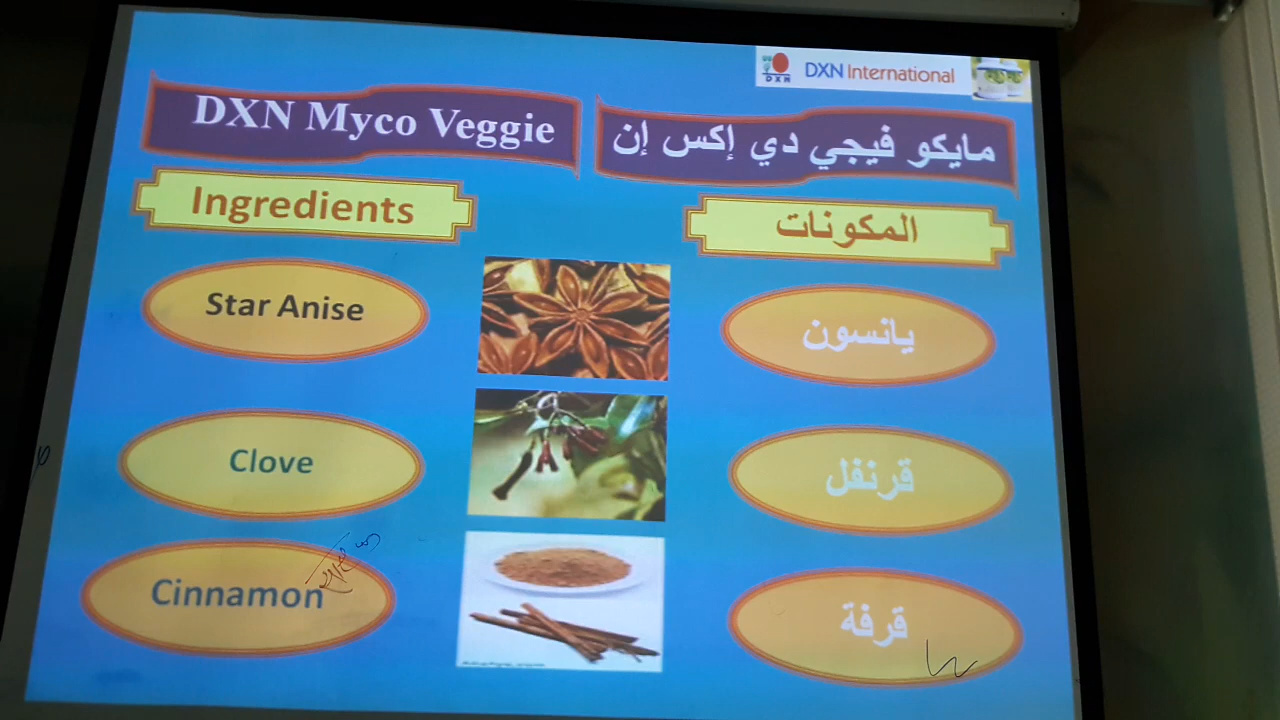 DXN International
DXN Myco Veggie
مايكو فيجي دي إكس إن
Ingredients
المكونات
Star Anise
يانسون
Clove
قرنفل
Cinnamon
قرفة